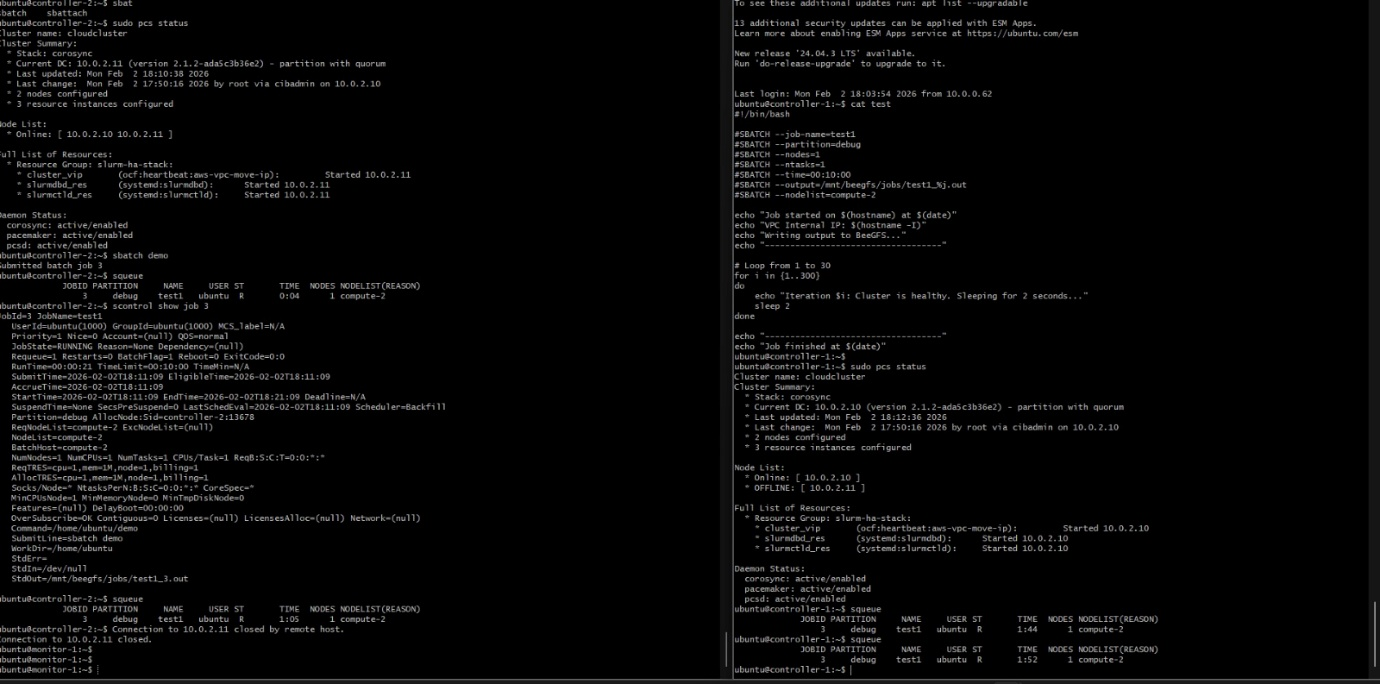 ubuntu@controller-2:~$ sbat
sbatch    sbattach
ubuntu@controller-2:~$ sudo pcs status
Cluster name: cloudcluster
Cluster Summary:
  * Stack: corosync
  * Current DC: 10.0.2.11 (version 2.1.2-ada5c3b36e2) - partition with quorum
  * Last updated: Mon Feb  2 18:10:38 2026
  * Last change:  Mon Feb  2 17:50:16 2026 by root via cibadmin on 10.0.2.10
  * 2 nodes configured
  * 3 resource instances configured

Node List:
  * Online: [ 10.0.2.10 10.0.2.11 ]

Full List of Resources:
  * Resource Group: slurm-ha-stack:
    * cluster_vip       (ocf:heartbeat:aws-vpc-move-ip):         Started 10.0.2.11
    * slurmdbd_res      (systemd:slurmdbd):      Started 10.0.2.11
    * slurmctld_res     (systemd:slurmctld):     Started 10.0.2.11

Daemon Status:
  corosync: active/enabled
  pacemaker: active/enabled
  pcsd: active/enabled
ubuntu@controller-2:~$ sbatch demo
Submitted batch job 3
ubuntu@controller-2:~$ squeue
             JOBID PARTITION     NAME     USER ST       TIME  NODES NODELIST(REASON)
                 3     debug    test1   ubuntu  R       0:04      1 compute-2
ubuntu@controller-2:~$ scontrol show job 3
JobId=3 JobName=test1
   UserId=ubuntu(1000) GroupId=ubuntu(1000) MCS_label=N/A
   Priority=1 Nice=0 Account=(null) QOS=normal
   JobState=RUNNING Reason=None Dependency=(null)
   Requeue=1 Restarts=0 BatchFlag=1 Reboot=0 ExitCode=0:0
   RunTime=00:00:21 TimeLimit=00:10:00 TimeMin=N/A
   SubmitTime=2026-02-02T18:11:09 EligibleTime=2026-02-02T18:11:09
   AccrueTime=2026-02-02T18:11:09
   StartTime=2026-02-02T18:11:09 EndTime=2026-02-02T18:21:09 Deadline=N/A
   SuspendTime=None SecsPreSuspend=0 LastSchedEval=2026-02-02T18:11:09 Scheduler=Backfill
   Partition=debug AllocNode:Sid=controller-2:13678
   ReqNodeList=compute-2 ExcNodeList=(null)
   NodeList=compute-2
   BatchHost=compute-2
   NumNodes=1 NumCPUs=1 NumTasks=1 CPUs/Task=1 ReqB:S:C:T=0:0:*:*
   ReqTRES=cpu=1,mem=1M,node=1,billing=1
   AllocTRES=cpu=1,mem=1M,node=1,billing=1
   Socks/Node=* NtasksPerN:B:S:C=0:0:*:* CoreSpec=*
   MinCPUsNode=1 MinMemoryNode=0 MinTmpDiskNode=0
   Features=(null) DelayBoot=00:00:00
   OverSubscribe=OK Contiguous=0 Licenses=(null) LicensesAlloc=(null) Network=(null)
   Command=/home/ubuntu/demo
   SubmitLine=sbatch demo
   WorkDir=/home/ubuntu
   StdErr=
   StdIn=/dev/null
   StdOut=/mnt/beegfs/jobs/test1_3.out

ubuntu@controller-2:~$ squeue
             JOBID PARTITION     NAME     USER ST       TIME  NODES NODELIST(REASON)
                 3     debug    test1   ubuntu  R       1:05      1 compute-2
ubuntu@controller-2:~$ Connection to 10.0.2.11 closed by remote host.
Connection to 10.0.2.11 closed.
ubuntu@monitor-1:~$
ubuntu@monitor-1:~$
ubuntu@monitor-1:~$
To see these additional updates run: apt list --upgradable

13 additional security updates can be applied with ESM Apps.
Learn more about enabling ESM Apps service at https://ubuntu.com/esm

New release '24.04.3 LTS' available.
Run 'do-release-upgrade' to upgrade to it.

Last login: Mon Feb  2 18:03:54 2026 from 10.0.0.62
ubuntu@controller-1:~$ cat test
#!/bin/bash

#SBATCH --job-name=test1
#SBATCH --partition=debug
#SBATCH --nodes=1
#SBATCH --ntasks=1
#SBATCH --time=00:10:00
#SBATCH --output=/mnt/beegfs/jobs/test1_%j.out
#SBATCH --nodelist=compute-2

echo "Job started on $(hostname) at $(date)"
echo "VPC Internal IP: $(hostname -I)"
echo "Writing output to BeeGFS..."
echo "-----------------------------------"

# Loop from 1 to 30
for i in {1..300}
do
    echo "Iteration $i: Cluster is healthy. Sleeping for 2 seconds..."
    sleep 2
done

echo "-----------------------------------"
echo "Job finished at $(date)"
ubuntu@controller-1:~$
ubuntu@controller-1:~$ sudo pcs status
Cluster name: cloudcluster
Cluster Summary:
  * Stack: corosync
  * Current DC: 10.0.2.10 (version 2.1.2-ada5c3b36e2) - partition with quorum
  * Last updated: Mon Feb  2 18:12:36 2026
  * Last change:  Mon Feb  2 17:50:16 2026 by root via cibadmin on 10.0.2.10
  * 2 nodes configured
  * 3 resource instances configured

Node List:
  * Online: [ 10.0.2.10 ]
  * OFFLINE: [ 10.0.2.11 ]

Full List of Resources:
  * Resource Group: slurm-ha-stack:
    * cluster_vip       (ocf:heartbeat:aws-vpc-move-ip):         Started 10.0.2.10
    * slurmdbd_res      (systemd:slurmdbd):      Started 10.0.2.10
    * slurmctld_res     (systemd:slurmctld):     Started 10.0.2.10

Daemon Status:
  corosync: active/enabled
  pacemaker: active/enabled
  pcsd: active/enabled
ubuntu@controller-1:~$ squeue
             JOBID PARTITION     NAME     USER ST       TIME  NODES NODELIST(REASON)
                 3     debug    test1   ubuntu  R       1:44      1 compute-2
ubuntu@controller-1:~$ squeue
             JOBID PARTITION     NAME     USER ST       TIME  NODES NODELIST(REASON)
                 3     debug    test1   ubuntu  R       1:52      1 compute-2
ubuntu@controller-1:~$